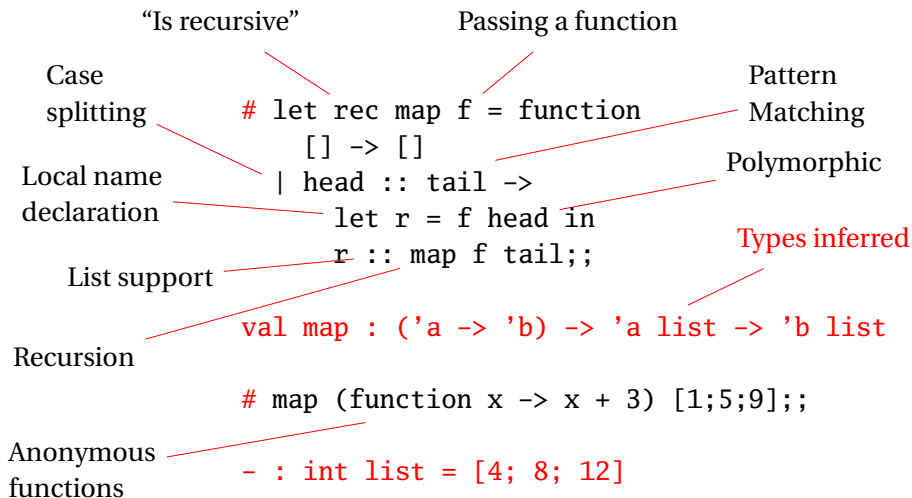 “Is recursive”
Passing a function
Case
splitting
Pattern
Matching
# let rec map f = function
[] -> []
| head :: tail ->
Polymorphic
Local name
declaration
let r = f head in
r :: map f tail;;
Types inferred
List support
val map : (’a -> ’b) -> ’a list -> ’b list
Recursion
# map (function x -> x + 3) [1;5;9];;
Anonymous
functions
- : int list = [4; 8; 12]